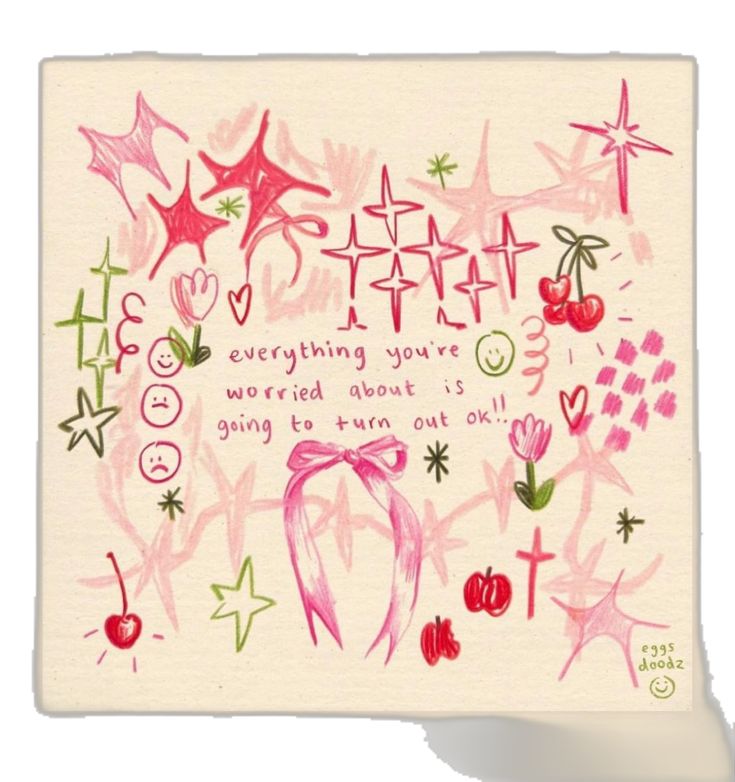 everything you're
worried about is
going to turn out ok!!
eggs
doodz